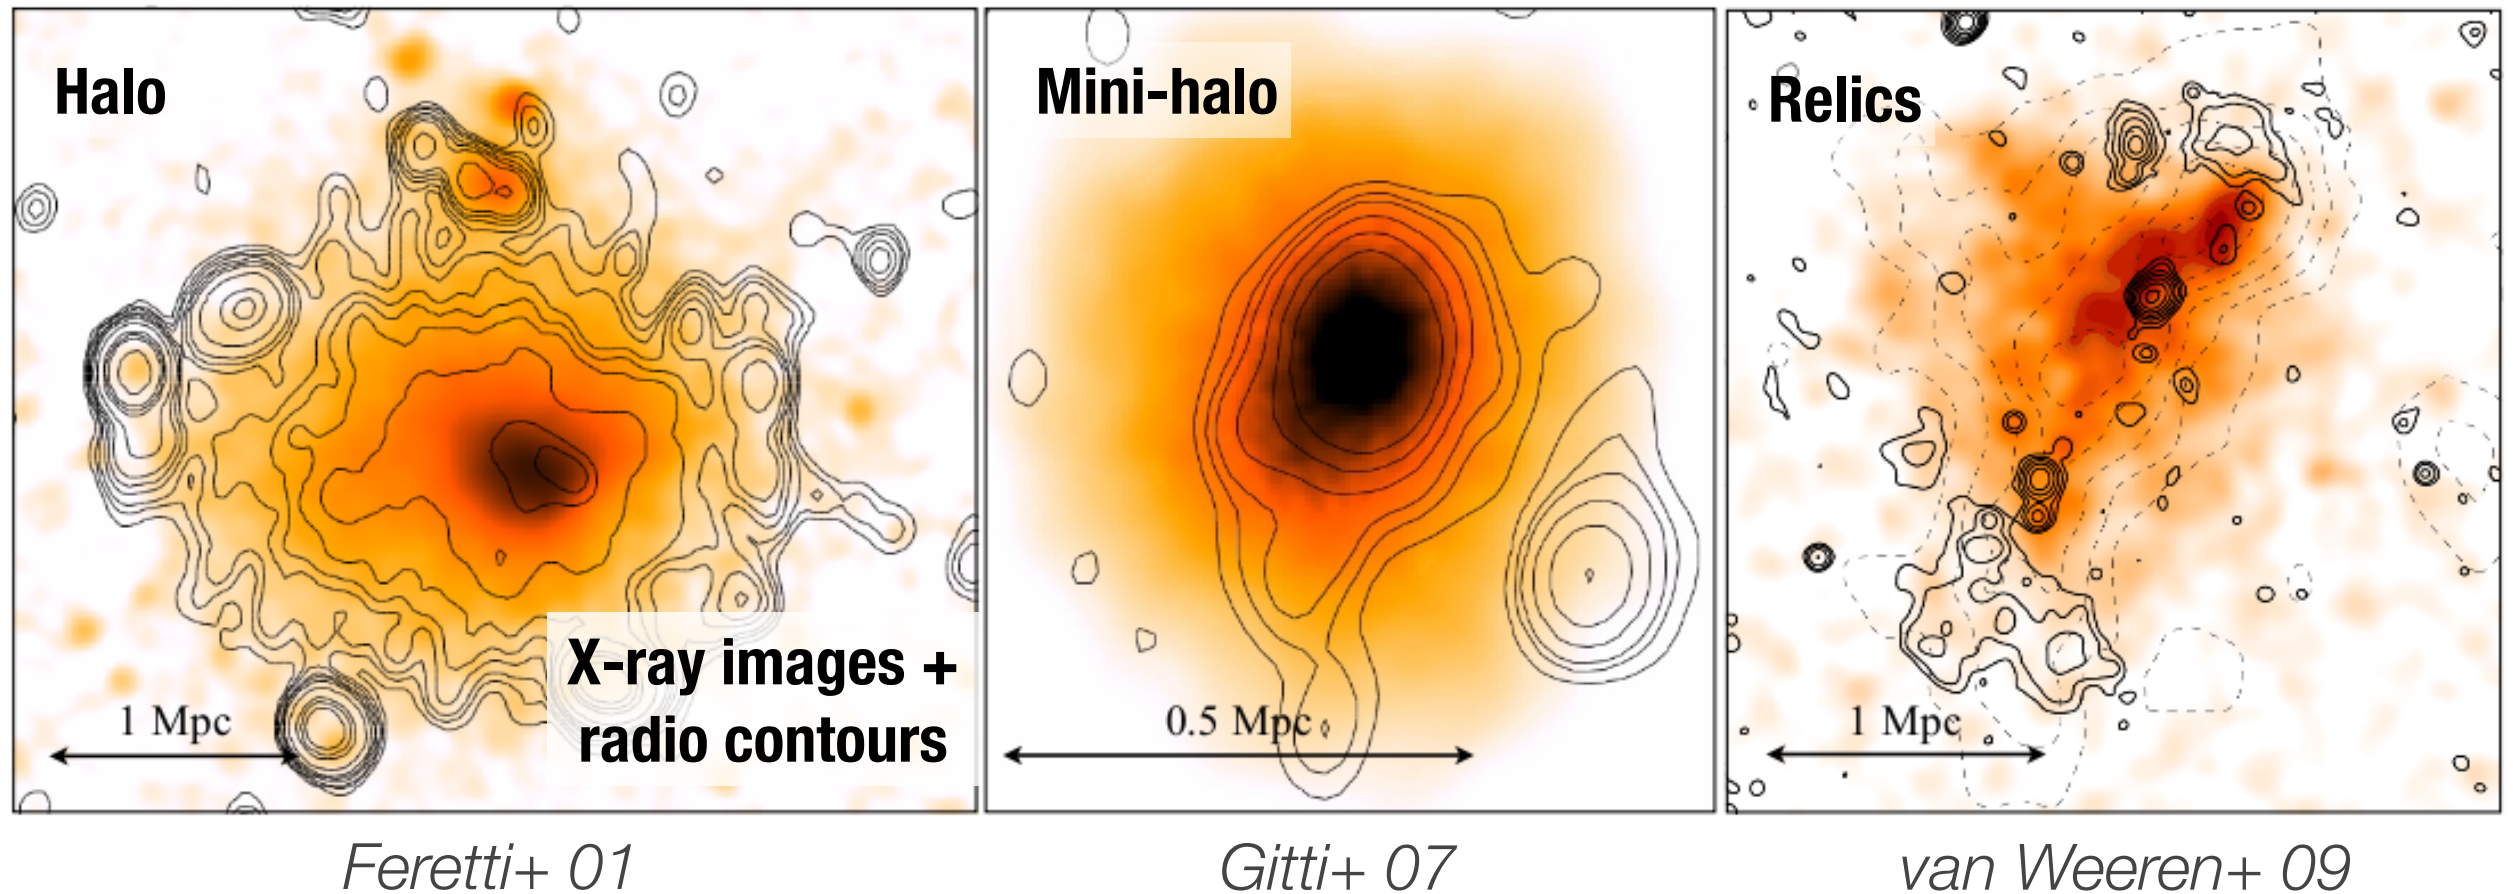 Halo
X-ray images +
radio contours
1 Mpc
Feretti+ 01
Mini-halo
0.5 Mpc
Gitti+ 07
Relics
1 Mpc
van Weeren+ 09